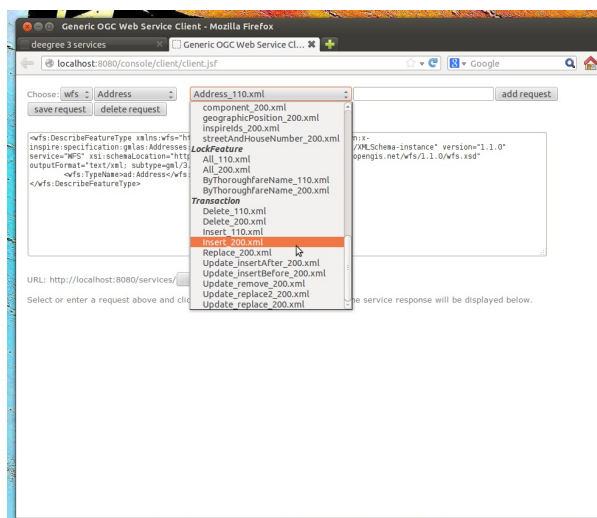 Generic OGC Web Service Client - Mozilla Firefox
deegree 3 services
Generic OGC Web Service Cl...
localhost:8080/console/client/client.jsf
Google
Choose: wfs Address Address_110.xml add request
save request delete request
component_200.xml
geographicPosition_200.xml
inspireIds_200.xml
streetAndHouseNumber_200.xml
LockFeature
All_110.xml
All_200.xml
ByThoroughfareName_110.xml
ByThoroughfareName_200.xml
Transaction
Delete_110.xml
Delete_200.xml
Insert_110.xml
Insert_200.xml
Replace_200.xml
Update_insertAfter_200.xml
Update_insertBefore_200.xml
Update_remove_200.xml
Update_replace2_200.xml
Update_replace_200.xml
<wfs:DescribeFeatureType xmlns:wfs="ht n:x-
inspire:specification:gmlas:Addresses: /XMLSchema-instance" version="1.1.0"
service="WFS" xsi:schemaLocation="http opengis.net/wfs/1.1.0/wfs.xsd"
outputFormat="text/xml; subtype=gml/3.
<wfs:TypeName>ad:Address</wfs:
</wfs:DescribeFeatureType>
URL: http://localhost:8080/services/
Select or enter a request above and clic he service response will be displayed below.